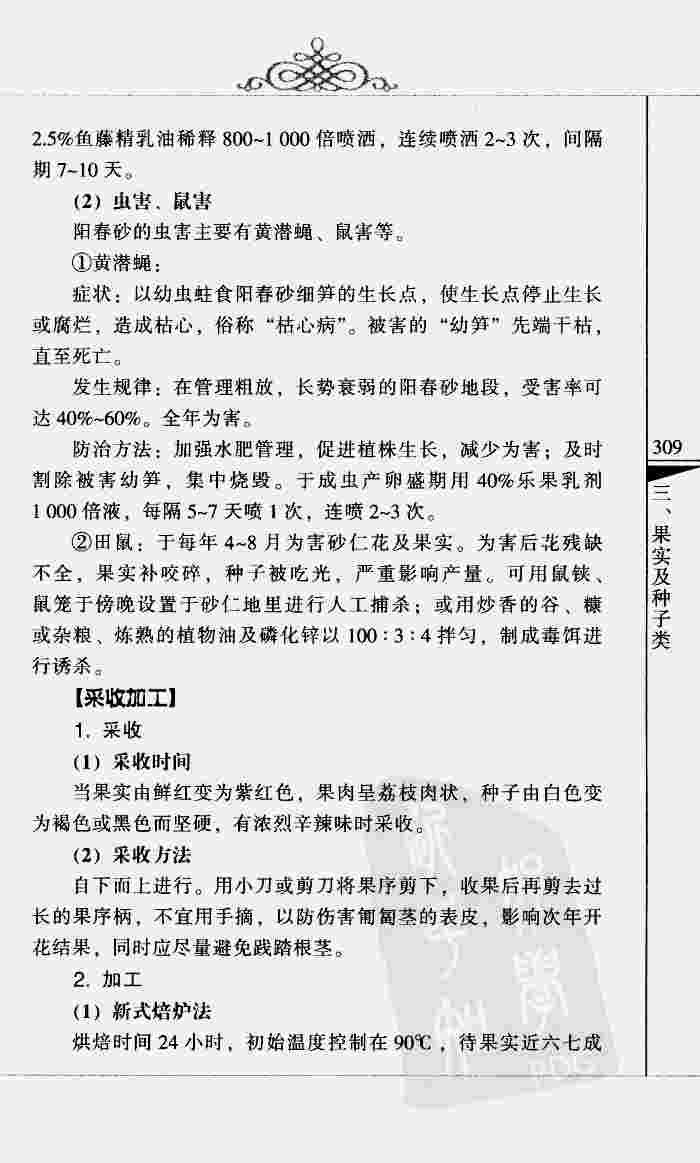 2.5%鱼藤精乳油稀释 800~1 000 倍喷洒，连续喷洒 2~3 次，间隔
期 7~10 天。
(2) 虫害、鼠害
阳春砂的虫害主要有黄潜蝇、鼠害等。
①黄潜蝇：
症状：以幼虫蛀食阳春砂细笋的生长点，使生长点停止生长
或腐烂，造成枯心，俗称“枯心病”。被害的“幼笋”先端干枯，
直至死亡。
发生规律：在管理粗放，长势衰弱的阳春砂地段，受害率可
达 40%~60%。全年为害。
防治方法：加强水肥管理，促进植株生长，减少为害；及时
割除被害幼笋，集中烧毁。于成虫产卵盛期用 40%乐果乳剂
1 000 倍液，每隔 5~7 天喷 1 次，连喷 2~3 次。
②田鼠：于每年 4~8 月为害砂仁花及果实。为害后花残缺
不全，果实补咬碎，种子被吃光，严重影响产量。可用鼠铗、
鼠笼于傍晚设置于砂仁地里进行人工捕杀；或用炒香的谷、糠
或杂粮、炼熟的植物油及磷化锌以 100∶3∶4 拌匀，制成毒饵进
行诱杀。
【采收加工】
1. 采收
(1) 采收时间
当果实由鲜红变为紫红色，果肉呈荔枝肉状，种子由白色变
为褐色或黑色而坚硬，有浓烈辛辣味时采收。
(2) 采收方法
自下而上进行。用小刀或剪刀将果序剪下，收果后再剪去过
长的果序柄，不宜用手摘，以防伤害匍匐茎的表皮，影响次年开
花结果，同时应尽量避免践踏根茎。
2. 加工
(1) 新式焙炉法
烘焙时间 24 小时，初始温度控制在 90℃，待果实近六七成
309
三、果实及种子类